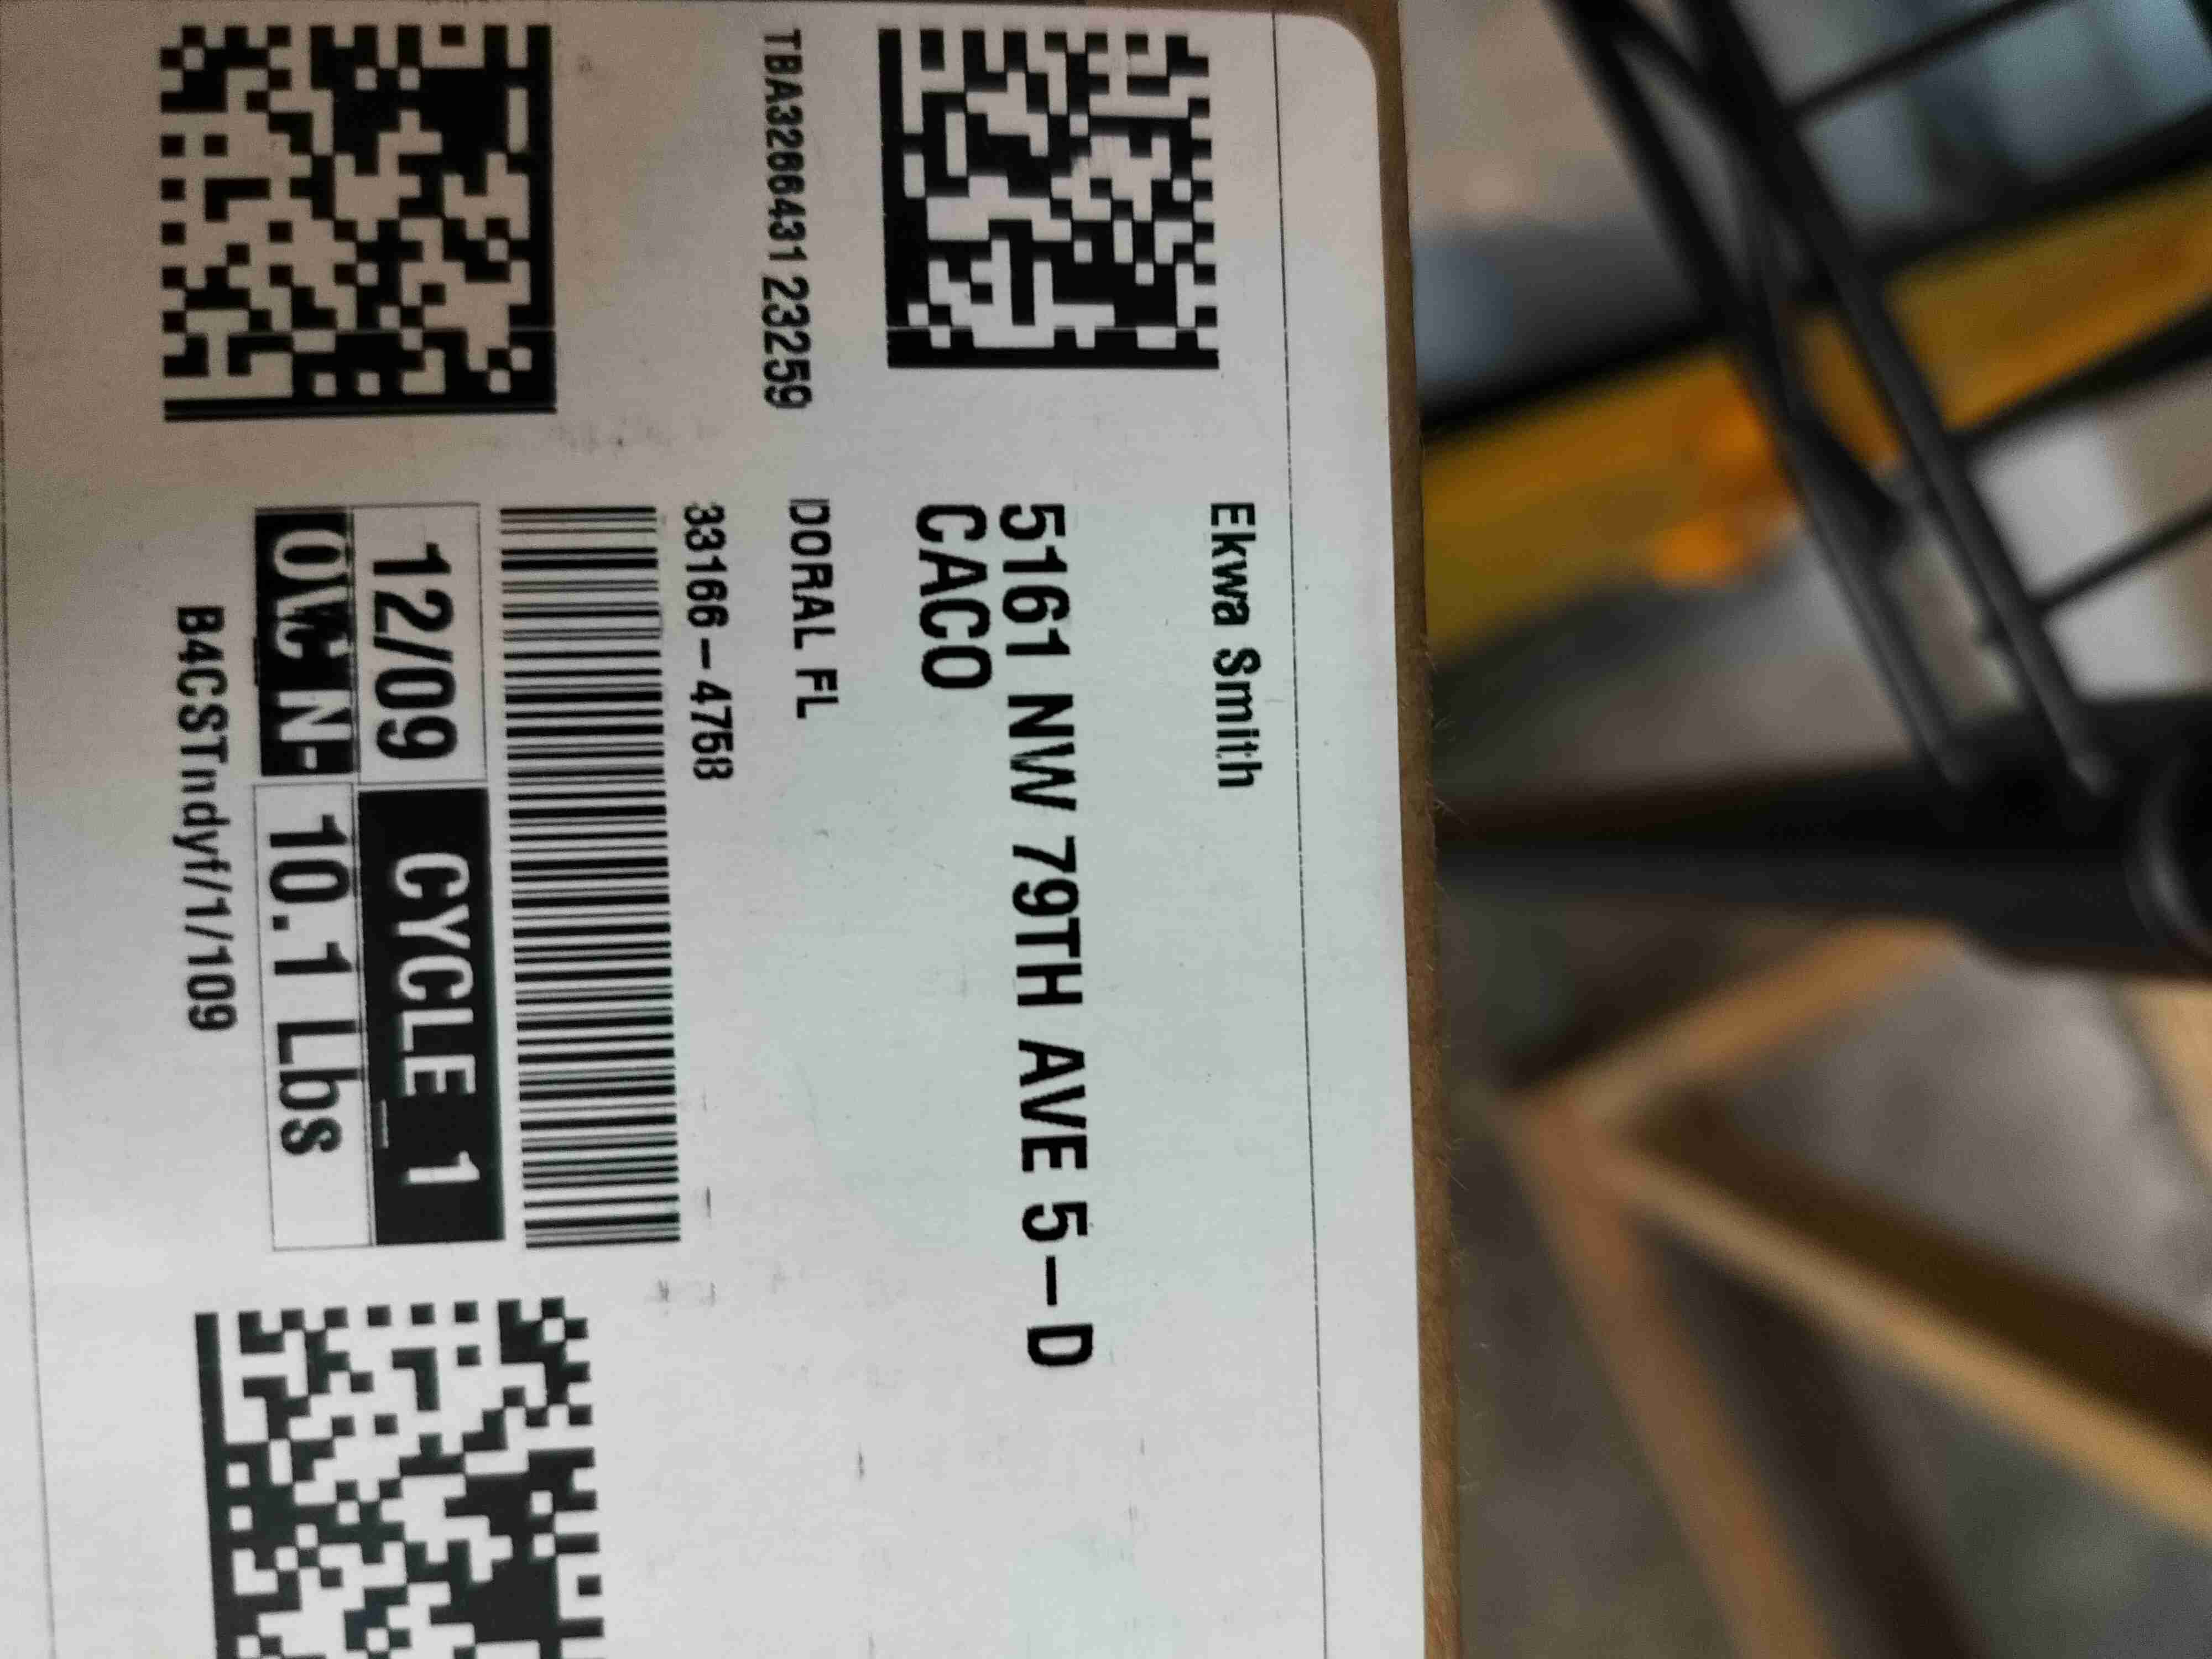 Ekwa Smith
5161 NW 79TH AVE 5-D
CACO
TBA328643123259
DORAL FL
33166-4758
12/09 CYCLE 1
10.1 Lbs
B4CSTndyf/1/109